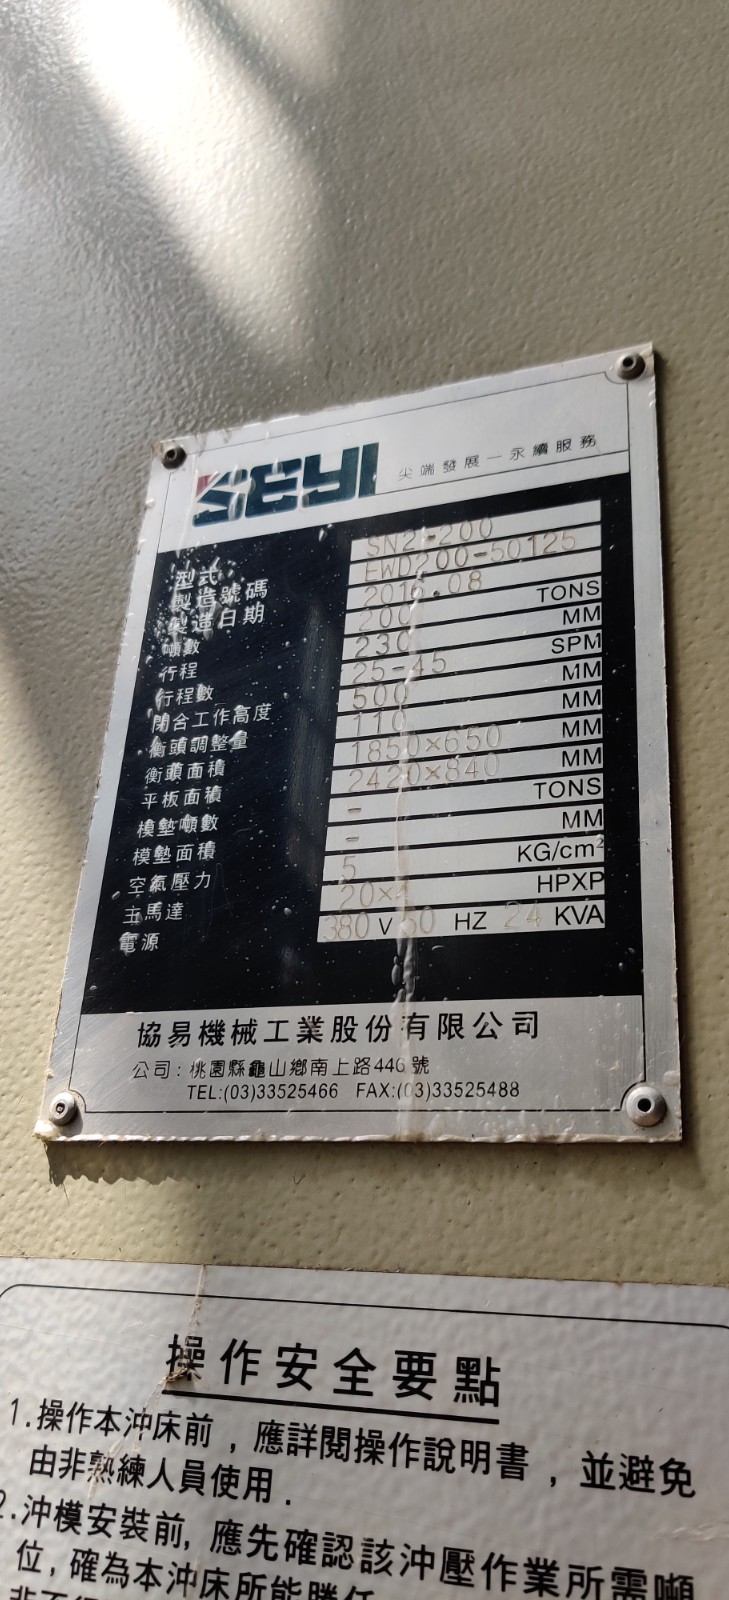 SEYI 尖端發展一永續服務
型式 SN2-200
製造號碼 EWD200-50125
製造日期 2016.08
噸數 200 TONS
行程 230 MM
行程數 25-45 SPM
閉合工作高度 500 MM
衝頭調整量 110 MM
衝頭面積 1850×650 MM
平板面積 2420×840 MM
模墊噸數 - TONS
模墊面積 - MM
空氣壓力 5 KG/cm²
主馬達 20×4 HPXP
電源 380 V 50 HZ 24 KVA
協易機械工業股份有限公司
公司:桃園縣龜山鄉南上路446號
TEL:(03)33525466 FAX:(03)33525488
操作安全要點
1.操作本沖床前,應詳閱操作說明書,並避免
由非熟練人員使用.
2.沖模安裝前,應先確認該沖壓作業所需噸
位,確為本沖床所能勝任